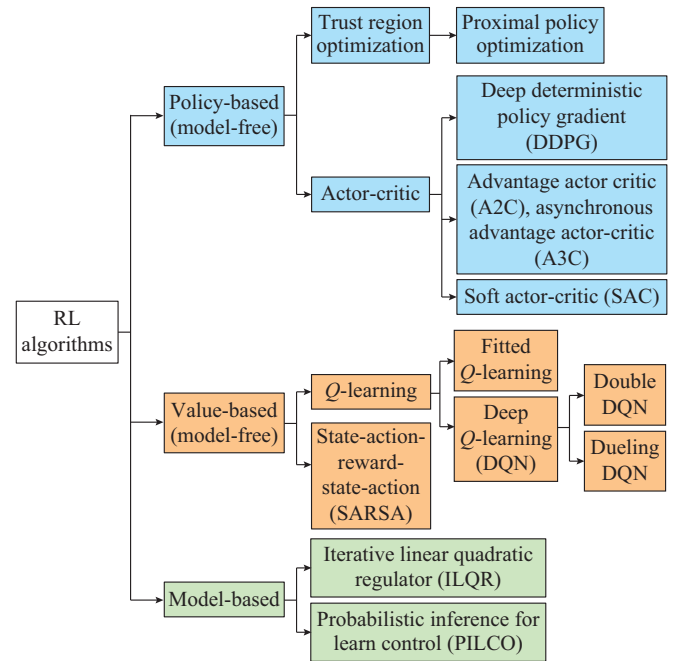 RL
algorithms
Policy-based
(model-free)
Trust region
optimization
Proximal policy
optimization
Actor-critic
Deep deterministic
policy gradient
(DDPG)
Advantage actor critic
(A2C), asynchronous
advantage actor-critic
(A3C)
Soft actor-critic (SAC)
Value-based
(model-free)
Q-learning
Fitted
Q-learning
Deep
Q-learning
(DQN)
Double
DQN
Dueling
DQN
State-action-
reward-
state-action
(SARSA)
Model-based
Iterative linear quadratic
regulator (ILQR)
Probabilistic inference for
learn control (PILCO)